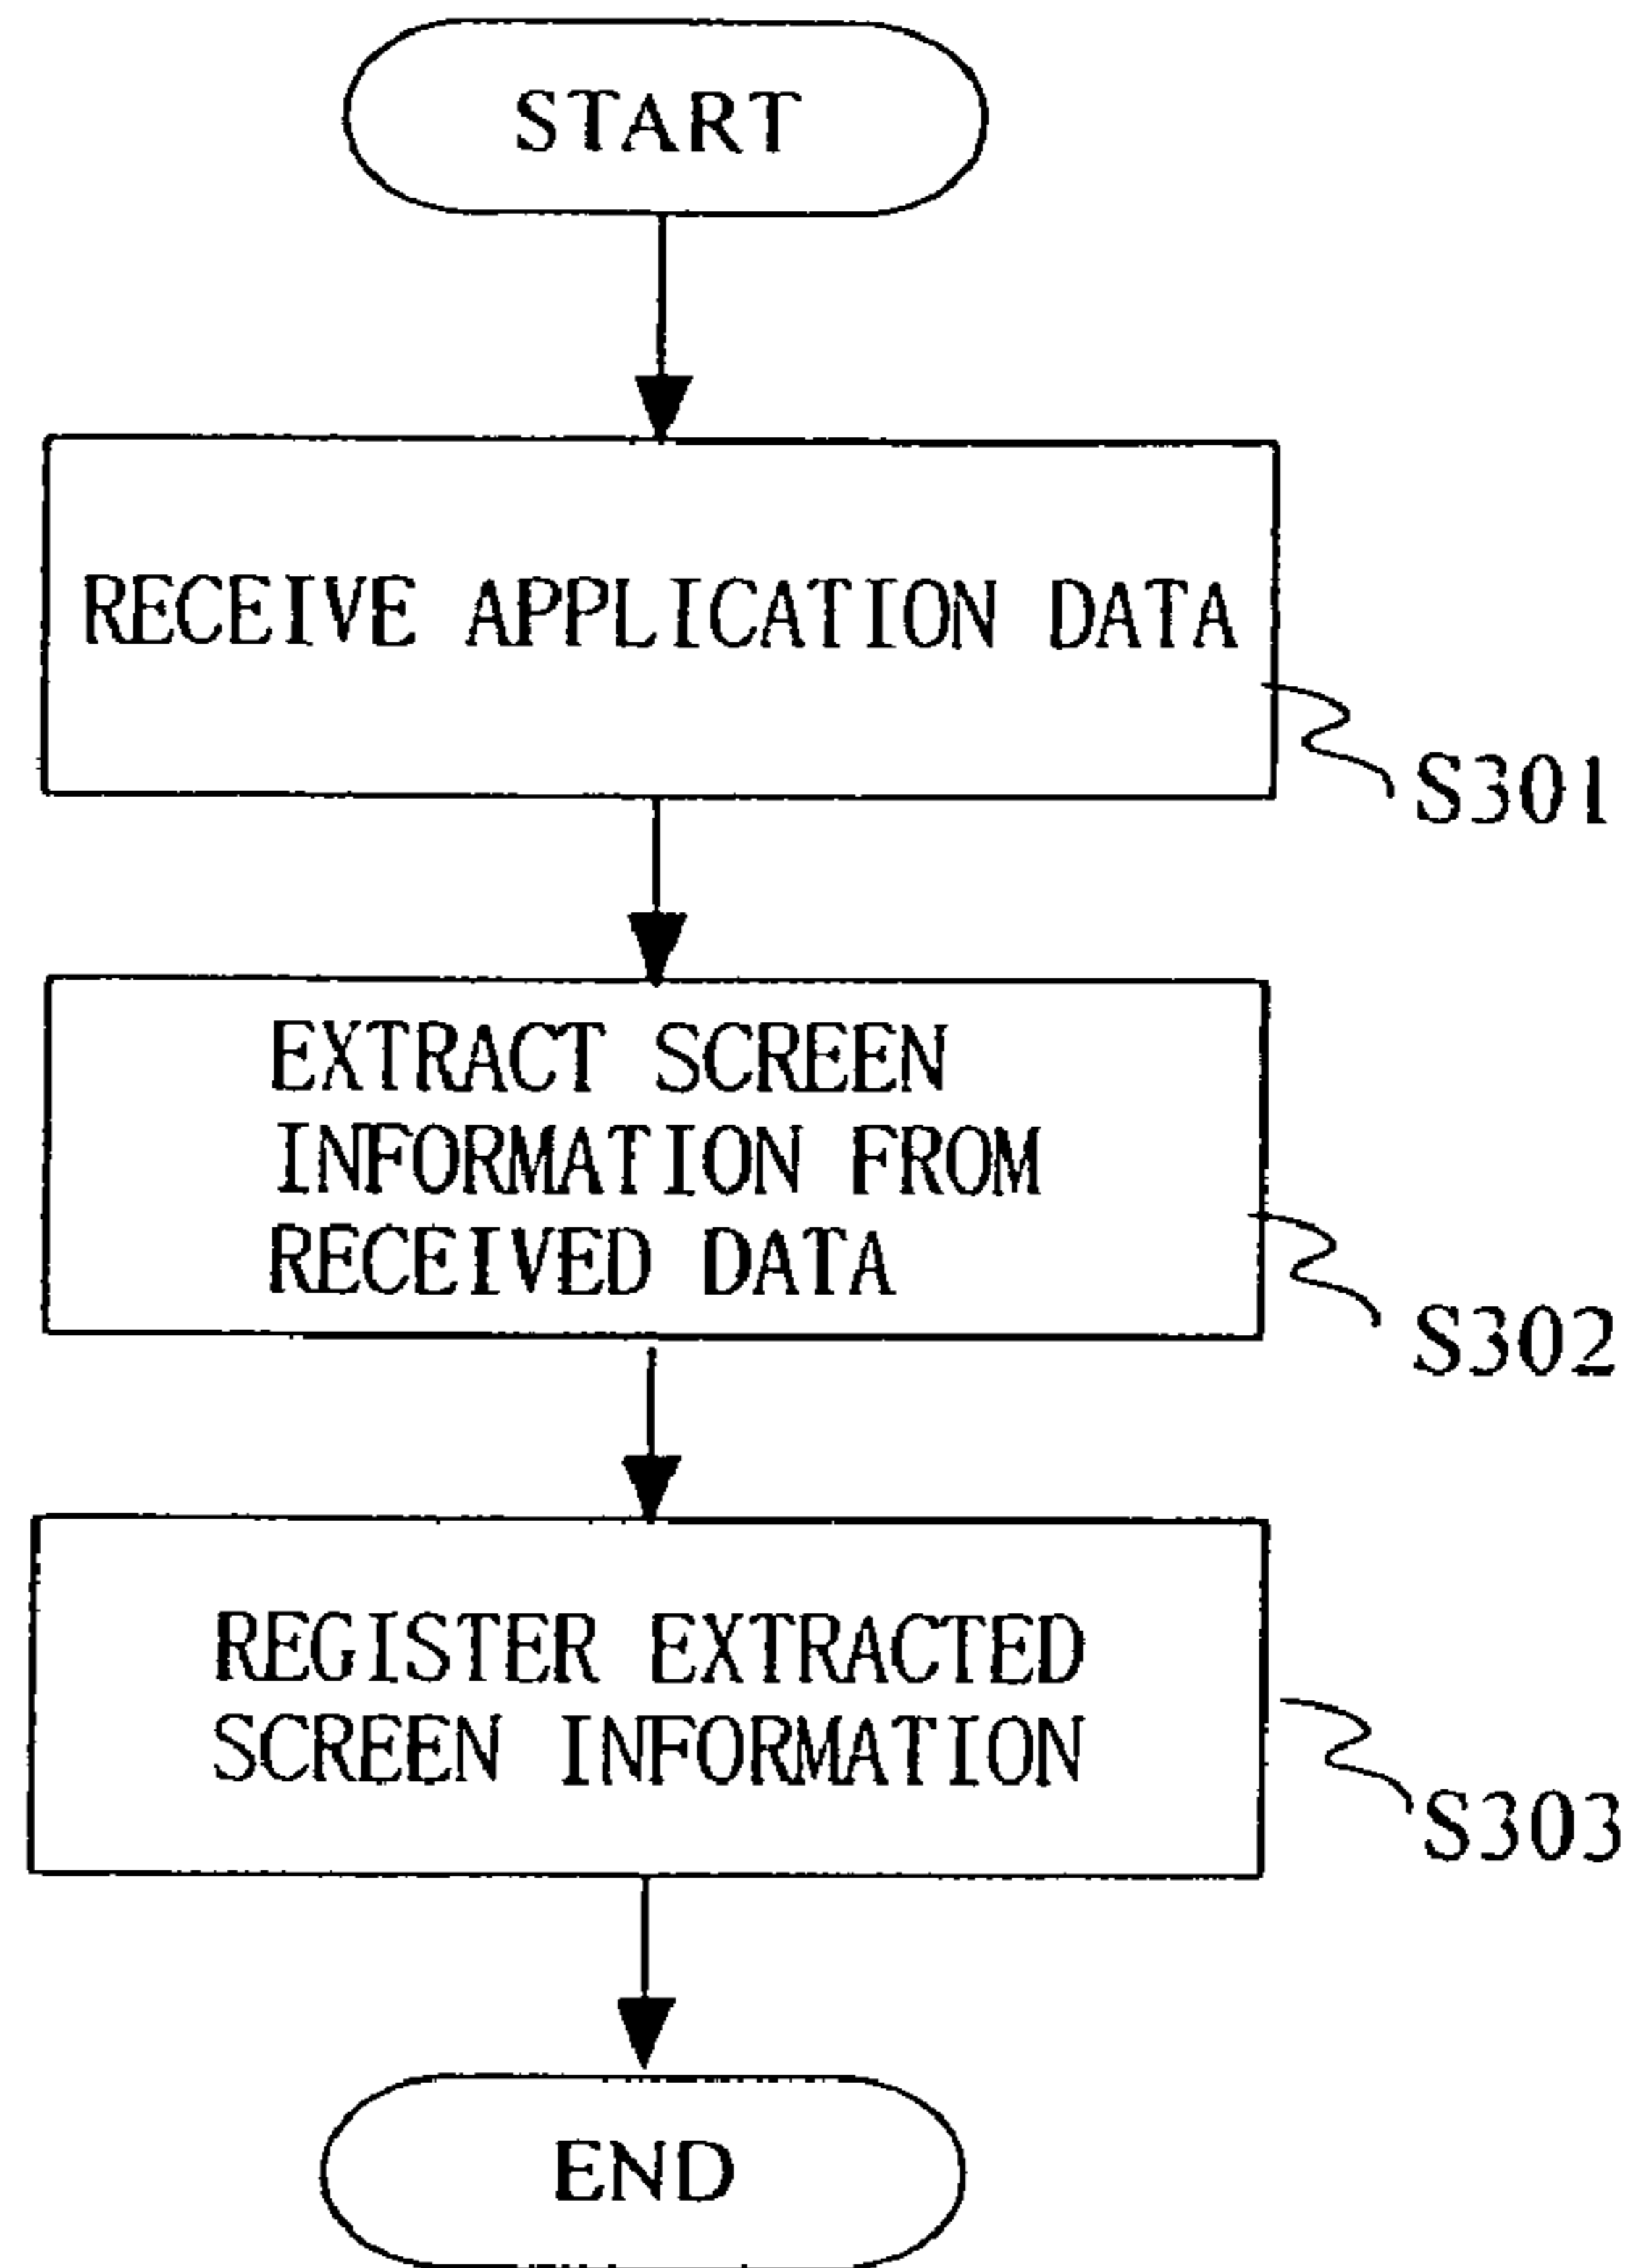 START
RECEIVE APPLICATION DATA
S301
EXTRACT SCREEN
INFORMATION FROM
RECEIVED DATA
S302
REGISTER EXTRACTED
SCREEN INFORMATION
S303
END